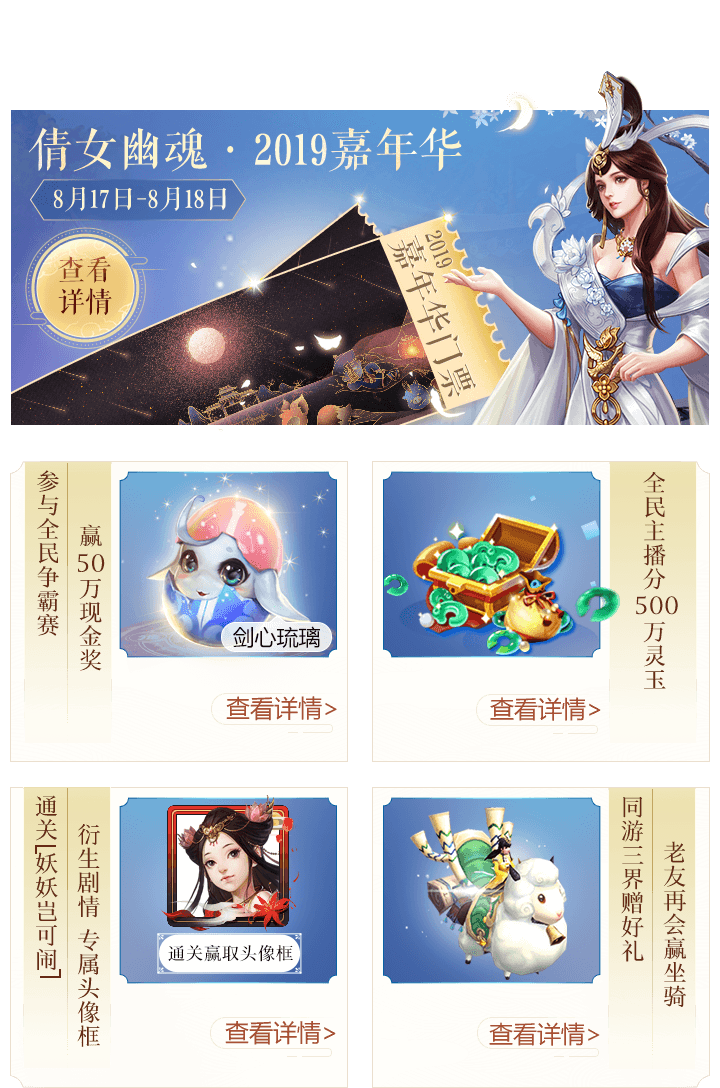 倩女幽魂·2019嘉年华
8月17日-8月18日
查看
详情
2019
嘉年华门票
参与全民争霸赛
赢50万现金奖
剑心琉璃
查看详情>
全民主播分500万灵玉
查看详情>
通关「妖妖岂可闹」
衍生剧情 专属头像框
通关赢取头像框
查看详情>
同游三界赠好礼
老友再会赢坐骑
查看详情>